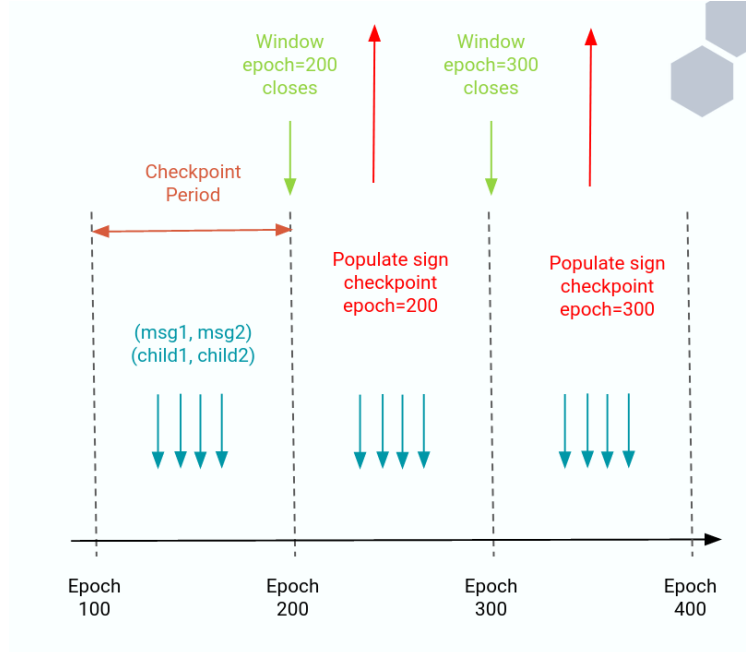 Window
epoch=200
closes
Window
epoch=300
closes
Checkpoint
Period
Populate sign
checkpoint
epoch=200
Populate sign
checkpoint
epoch=300
(msg1, msg2)
(child1, child2)
Epoch
100
Epoch
200
Epoch
300
Epoch
400